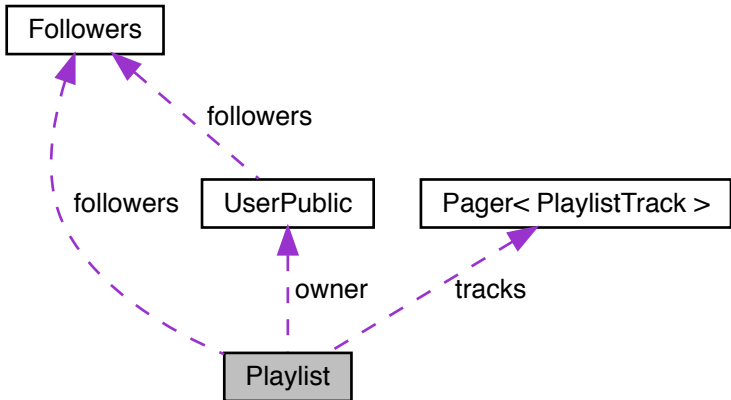 Followers
followers
followers
UserPublic
Pager< PlaylistTrack >
owner
tracks
Playlist